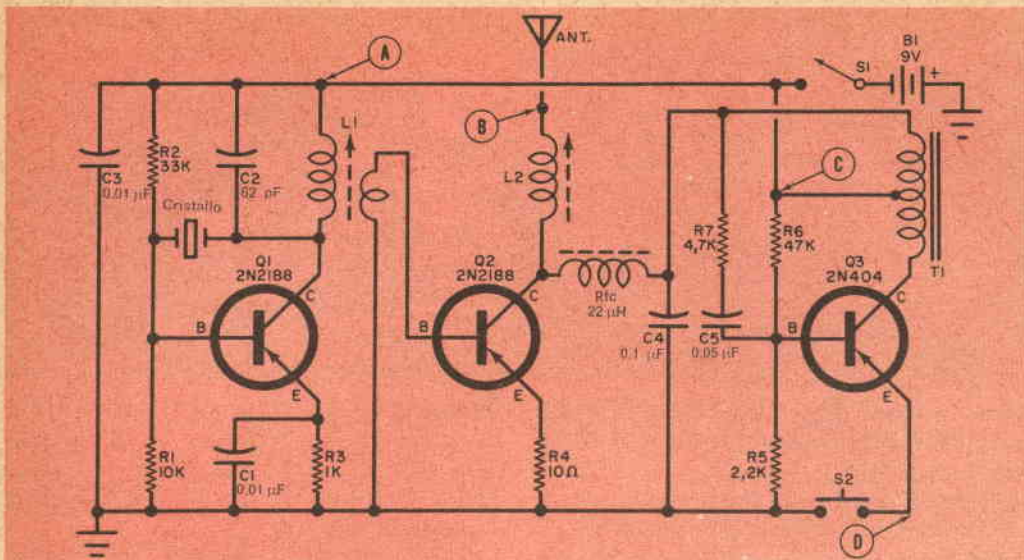 ANT.
A
B1
9V
S1
+
B
L1
C
R2
33K
C2
62 pF
C3
0.01 µF
L2
Cristallo
R7
4,7K
R6
47K
T1
Q1
2N2188
Q2
2N2188
Q3
2N404
C
C
C
Rfc
22 µH
B
B
B
C4
0.1 µF
C5
0.05 µF
E
E
E
R1
10K
C1
0.01 µF
R3
1K
R4
10Ω
R5
2,2K
S2
D